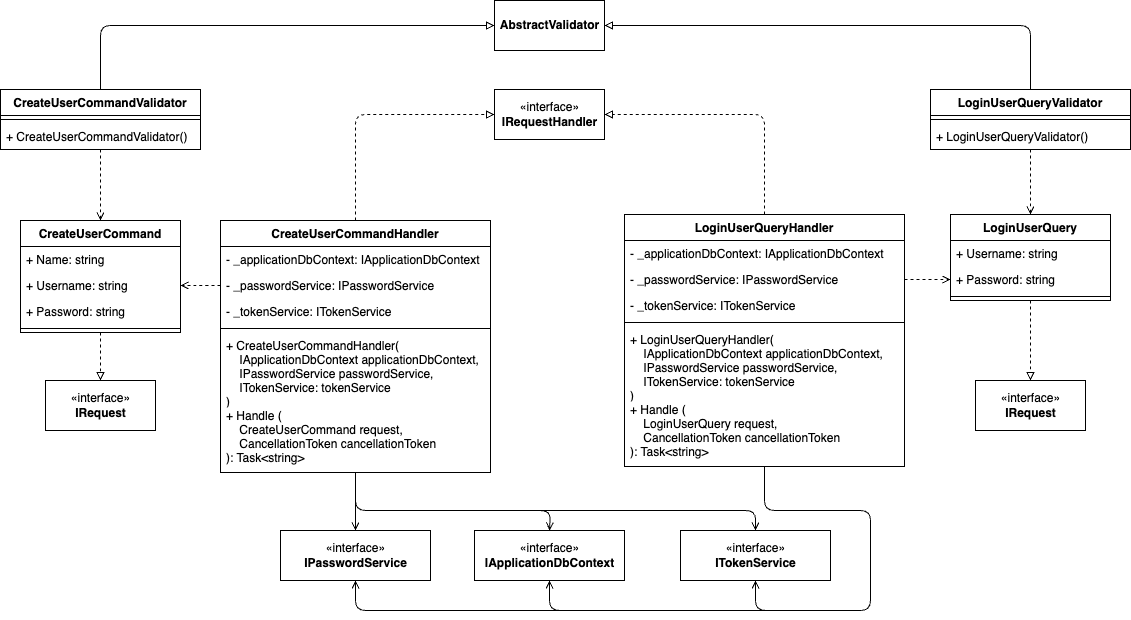 AbstractValidator
CreateUserCommandValidator
+ CreateUserCommandValidator()
«interface»
IRequestHandler
LoginUserQueryValidator
+ LoginUserQueryValidator()
CreateUserCommand
+ Name: string
+ Username: string
+ Password: string
CreateUserCommandHandler
- _applicationDbContext: IApplicationDbContext
- _passwordService: IPasswordService
- _tokenService: ITokenService
+ CreateUserCommandHandler(
IApplicationDbContext applicationDbContext,
IPasswordService passwordService,
ITokenService: tokenService
)
+ Handle (
CreateUserCommand request,
CancellationToken cancellationToken
): Task<string>
LoginUserQueryHandler
- _applicationDbContext: IApplicationDbContext
- _passwordService: IPasswordService
- _tokenService: ITokenService
+ LoginUserQueryHandler(
IApplicationDbContext applicationDbContext,
IPasswordService passwordService,
ITokenService: tokenService
)
+ Handle (
LoginUserQuery request,
CancellationToken cancellationToken
): Task<string>
LoginUserQuery
+ Username: string
+ Password: string
«interface»
IRequest
«interface»
IRequest
«interface»
IPasswordService
«interface»
IApplicationDbContext
«interface»
ITokenService